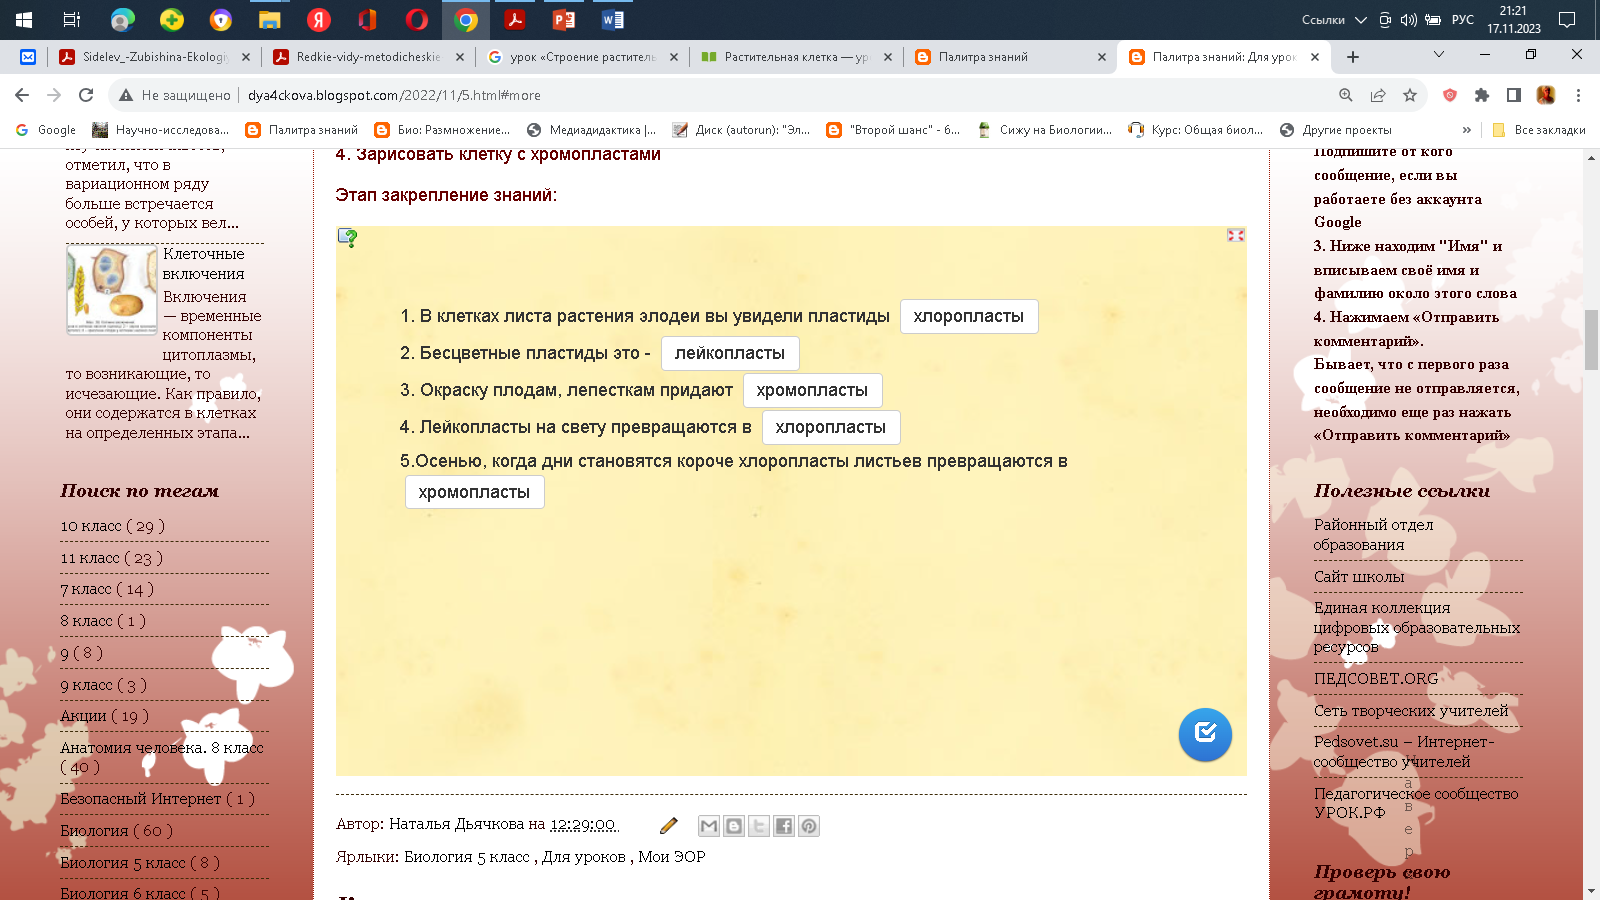 Ссылки
РУС
21:21
17.11.2023
Sidelev_-Zubishina-Ekologiy
Redkie-vidy-metodicheskie
урок «Строение раститель
Растительная клетка — ур
Палитра знаний
Палитра знаний: Для урок
Не защищено
dya4ckova.blogspot.com/2022/11/5.html#more
Google
Научно-исследова...
Палитра знаний
Био: Размножение...
Медиадидактика |...
Диск (autorun): "Эл...
"Второй шанс" - 6...
Сижу на Биологии...
Курс: Общая биол...
Другие проекты
»
Все закладки
отметил, что в
вариационном ряду
больше встречается
особей, у которых вел...
Клеточные
включения
Включения
— временные
компоненты
цитоплазмы,
то возникающие, то
исчезающие. Как правило,
они содержатся в клетках
на определенных этапа...
Поиск по тегам
10 класс ( 29 )
11 класс ( 23 )
7 класс ( 14 )
8 класс ( 1 )
9 ( 8 )
9 класс ( 3 )
Акции ( 19 )
Анатомия человека. 8 класс
( 40 )
Безопасный Интернет ( 1 )
Биология ( 60 )
Биология 5 класс ( 8 )
Биология 6 класс ( 5 )
4. Зарисовать клетку с хромопластами
Этап закрепление знаний:
1. В клетках листа растения элодеи вы увидели пластиды хлоропласты
2. Бесцветные пластиды это - лейкопласты
3. Окраску плодам, лепесткам придают хромопласты
4. Лейкопласты на свету превращаются в хлоропласты
5.Осенью, когда дни становятся короче хлоропласты листьев превращаются в
хромопласты
Автор: Наталья Дьячкова на 12:29:00
Ярлыки: Биология 5 класс , Для уроков , Мои ЭОР
Подпишите от кого
сообщение, если вы
работаете без аккаунта
Google
3. Ниже находим "Имя" и
вписываем своё имя и
фамилию около этого слова
4. Нажимаем «Отправить
комментарий».
Бывает, что с первого раза
сообщение не отправляется,
необходимо еще раз нажать
«Отправить комментарий»
Полезные ссылки
Районный отдел
образования
Сайт школы
Единая коллекция
цифровых образовательных
ресурсов
ПЕДСОВЕТ.ORG
Сеть творческих учителей
Pedsovet.su – Интернет-
сообщество учителей
Педагогическое сообщество
УРОК.РФ
Проверь свою
грамоту!